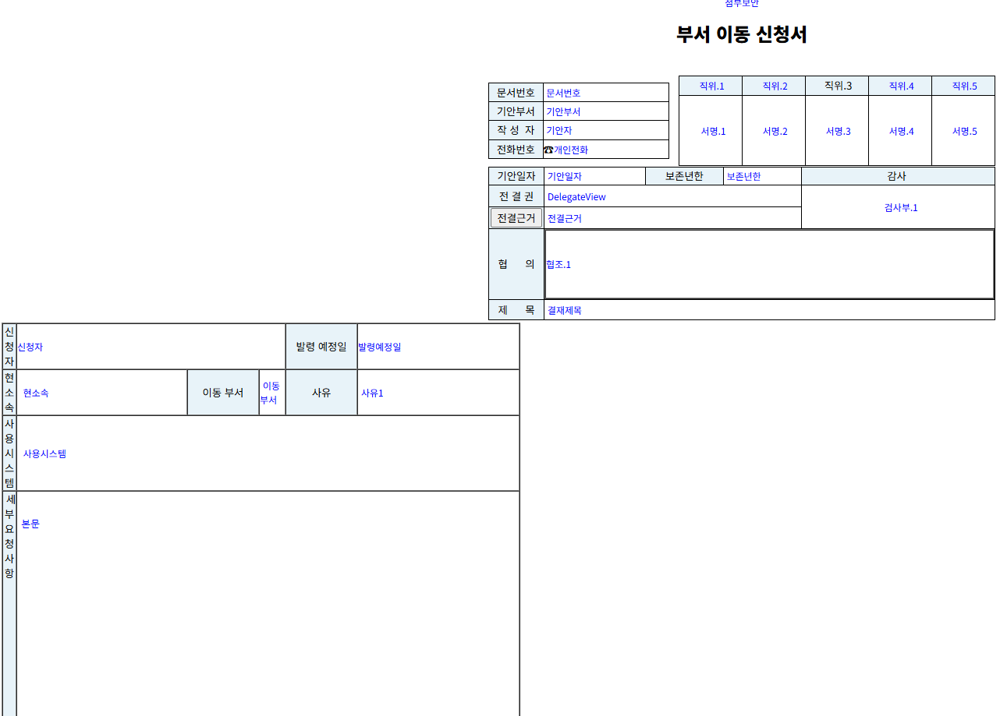 첨부보안
부서 이동 신청서
직위.1 직위.2 직위.3 직위.4 직위.5
문서번호 문서번호
기안부서 기안부서
작 성 자 기안자
전화번호 ☎개인전화
서명.1 서명.2 서명.3 서명.4 서명.5
기안일자 기안일자 보존년한 보존년한 감사
전 결 권 DelegateView
검사부.1
전결근거 전결근거
협 의 협조.1
제 목 결재제목
신청자 신청자 발령 예정일 발령예정일
현소속 현소속 이동 부서 이동
부서 사유 사유1
사용시스템 사용시스템
세부요청사항 본문